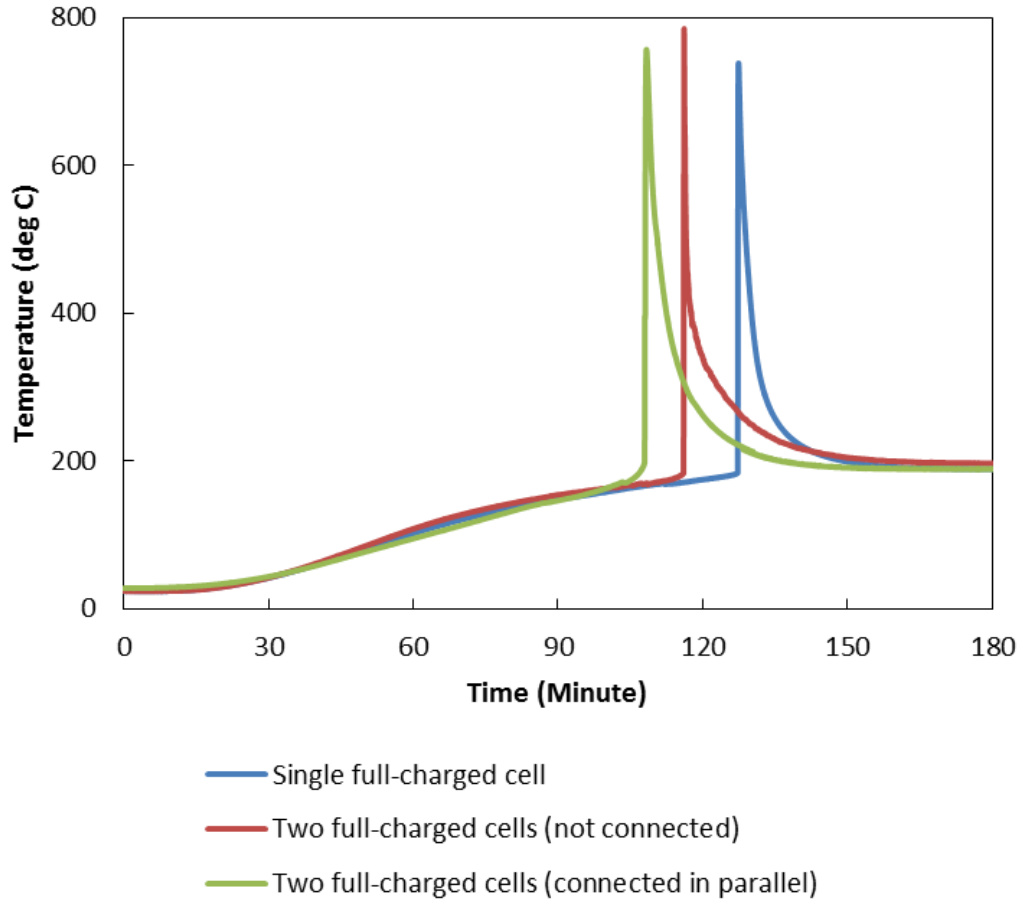 800
600
400
200
0
Temperature (deg C)
0 30 60 90 120 150 180
Time (Minute)
Single full-charged cell
Two full-charged cells (not connected)
Two full-charged cells (connected in parallel)